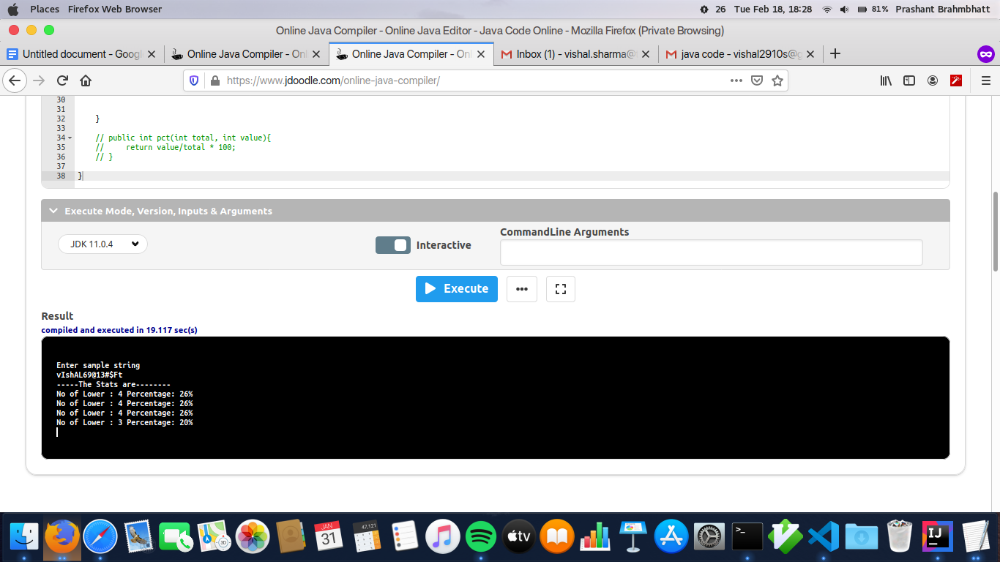 Places Firefox Web Browser 26 Tue Feb 18, 18:28 81% Prashant Brahmbhatt
Online Java Compiler - Online Java Editor - Java Code Online - Mozilla Firefox (Private Browsing)
Untitled document - Goog Online Java Compiler - Onl Online Java Compiler - Onl Inbox (1) - vishal.sharma@ java code - vishal2910s@g
https://www.jdoodle.com/online-java-compiler/
30
31
32 }
33
34 // public int pct(int total, int value){
35 //     return value/total * 100;
36 // }
37
38 }
Execute Mode, Version, Inputs & Arguments
CommandLine Arguments
JDK 11.0.4 Interactive
Execute
Result
compiled and executed in 19.117 sec(s)
Enter sample string
vIshAL69@13#$Ft
-----The Stats are--------
No of Lower : 4 Percentage: 26%
No of Lower : 4 Percentage: 26%
No of Lower : 4 Percentage: 26%
No of Lower : 3 Percentage: 20%
3D JAN 31 47,121 tv >_ IJ